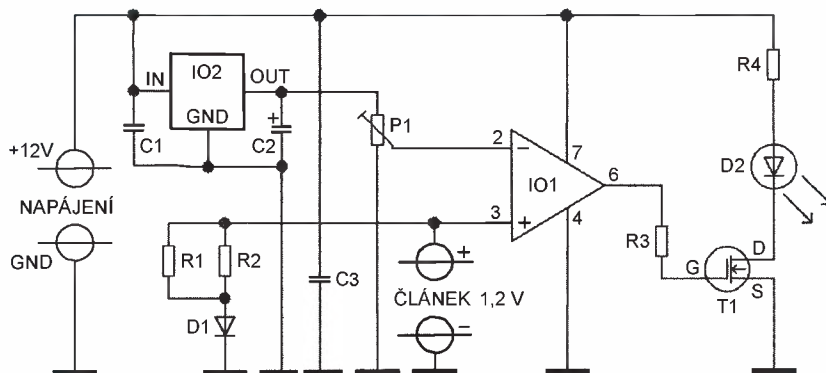 IN
IO2
OUT
GND
C1
+
C2
P1
+12V
NAPÁJENÍ
GND
R1
R2
D1
C3
ČLÁNEK 1,2 V
+
−
2
−
3
+
IO1
7
4
6
R3
R4
D2
G
D
S
T1